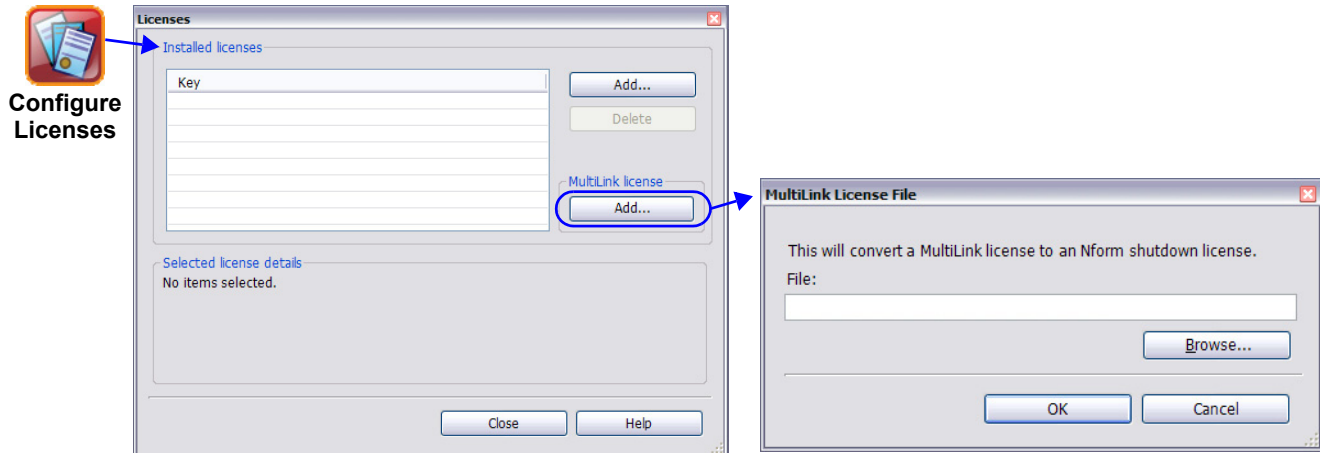 Configure
Licenses
Licenses
Installed licenses
Key
Add...
Delete
MultiLink license
Add...
Selected license details
No items selected.
Close
Help
MultiLink License File
This will convert a MultiLink license to an Nform shutdown license.
File:
Browse...
OK
Cancel